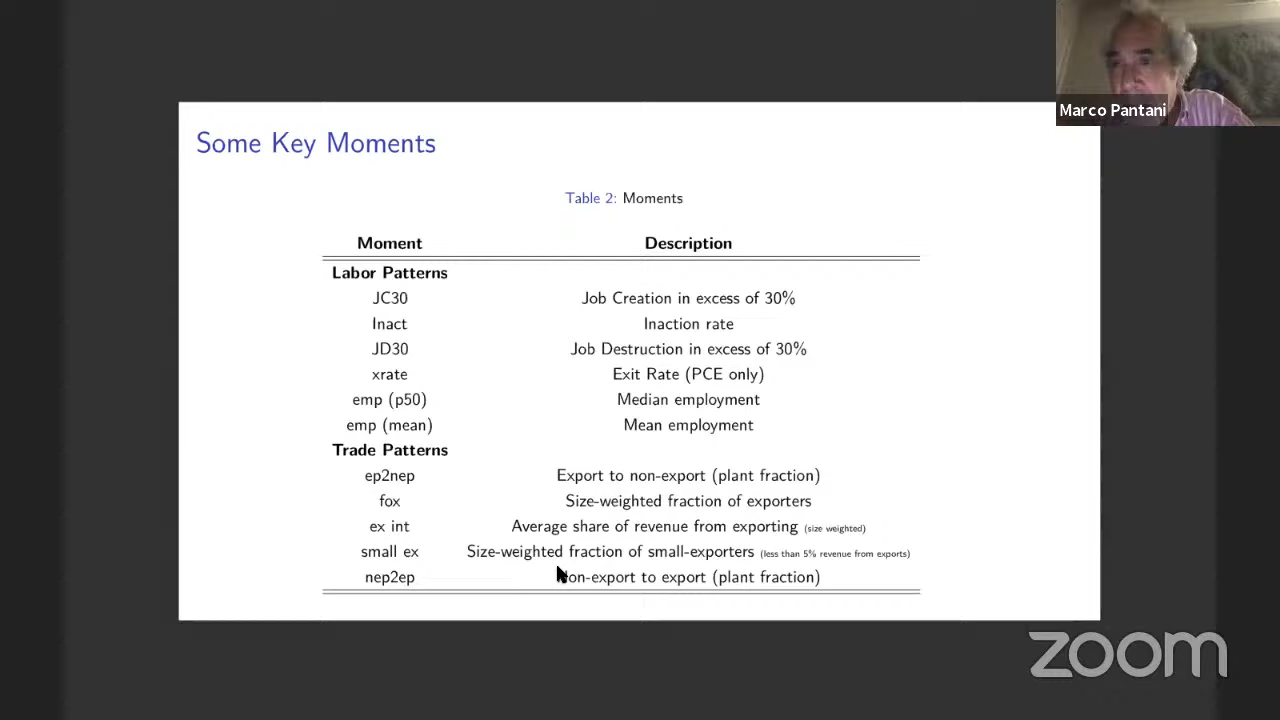 Marco Pantani
Some Key Moments
Table 2: Moments
Moment Description
Labor Patterns
JC30 Job Creation in excess of 30%
Inact Inaction rate
JD30 Job Destruction in excess of 30%
xrate Exit Rate (PCE only)
emp (p50) Median employment
emp (mean) Mean employment
Trade Patterns
ep2nep Export to non-export (plant fraction)
fox Size-weighted fraction of exporters
ex int Average share of revenue from exporting (size weighted)
small ex Size-weighted fraction of small-exporters (less than 5% revenue from exports)
nep2ep on-export to export (plant fraction)
zoom